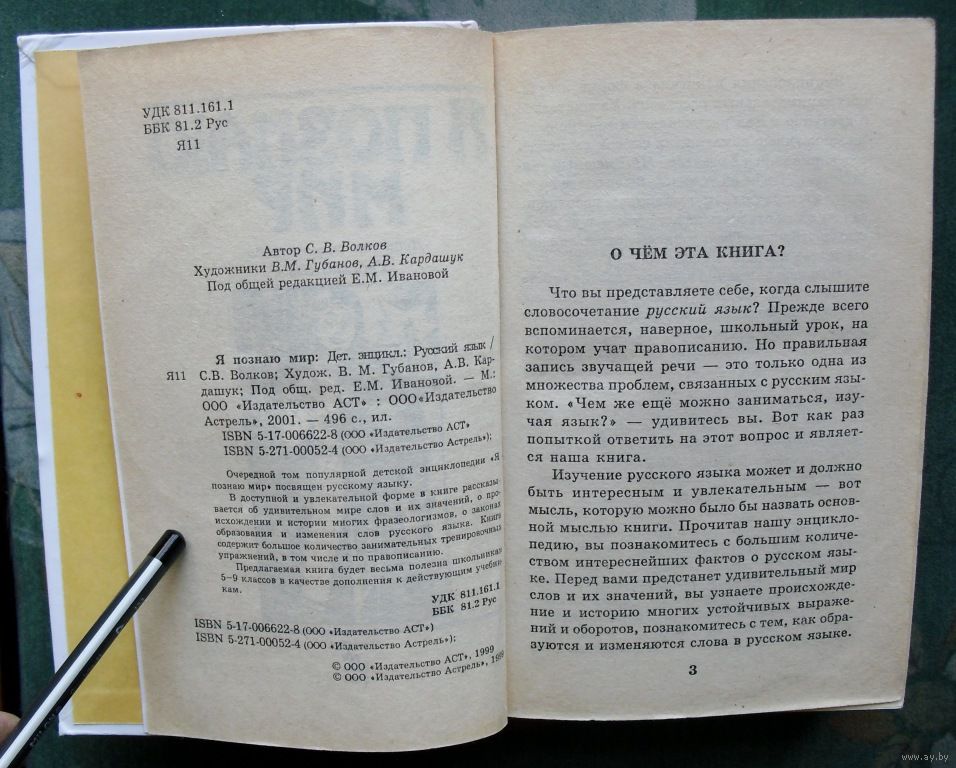 УДК 811.161.1
ББК 81.2 Рус
Я11
Автор С. В. Волков
Художники В.М. Губанов, А.В. Кардашук
Под общей редакцией Е.М. Ивановой
Я познаю мир: Дет. энцикл.: Русский язык /
Я11 С.В. Волков; Худож. В. М. Губанов, А.В. Кар-
дашук; Под общ. ред. Е.М. Ивановой. — М.:
ООО «Издательство АСТ» : ООО «Издательство
Астрель», 2001. — 496 с., ил.
ISBN 5-17-006622-8 (ООО «Издательство АСТ»
ISBN 5-271-00052-4 (ООО «Издательство Астрель);
Очередной том популярной детской энциклопедии «Я
познаю мир» посвящен русскому языку.
В доступной и увлекательной форме в книге рассказы-
вается об удивительном мире слов и их значений, о про-
исхождении и истории многих фразеологизмов, о законах
образования и изменения слов русского языка. Книга
содержит большое количество занимательных тренировочных
упражнений, в том числе и по правописанию.
Предлагаемая книга будет весьма полезна школьникам
5–9 классов в качестве дополнения к действующим учебни-
кам.
УДК 811.161.1
ББК 81.2 Рус
ISBN 5-17-006622-8 (ООО «Издательство АСТ»)
ISBN 5-271-00052-4 (ООО «Издательство Астрель»);
© ООО «Издательство АСТ», 1999
© ООО «Издательство Астрель», 1999
О ЧЁМ ЭТА КНИГА?
Что вы представляете себе, когда слышите
словосочетание русский язык? Прежде всего
вспоминается, наверное, школьный урок, на
котором учат правописанию. Но правильная
запись звучащей речи — это только одна из
множества проблем, связанных с русским язы-
ком. «Чем же ещё можно заниматься, изу-
чая язык?» — удивитесь вы. Вот как раз
попыткой ответить на этот вопрос и являет-
ся наша книга.
Изучение русского языка может и должно
быть интересным и увлекательным — вот
мысль, которую можно было бы назвать основ-
ной мыслью книги. Прочитав нашу энцикло-
педию, вы познакомитесь с большим количе-
ством интереснейших фактов о русском язы-
ке. Перед вами предстанет удивительный мир
слов и их значений, вы узнаете происхожде-
ние и историю многих устойчивых выраже-
ний и оборотов, познакомитесь с тем, как обра-
зуются и изменяются слова в русском языке.
3
www.ay.by